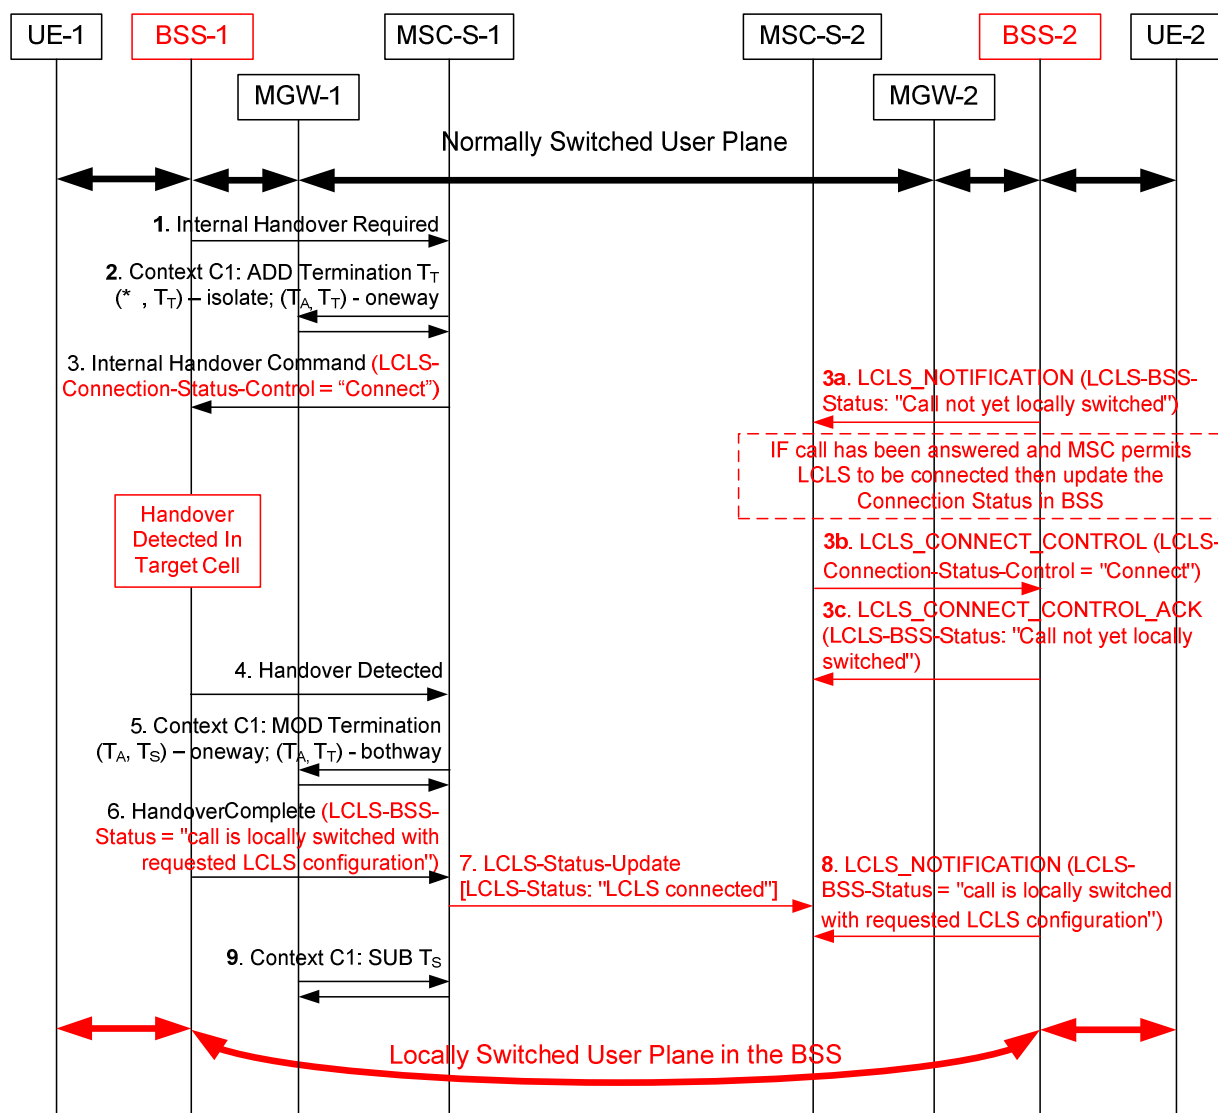 UE-1
BSS-1
MSC-S-1
MSC-S-2
BSS-2
UE-2
MGW-1
MGW-2
Normally Switched User Plane
1. Internal Handover Required
2. Context C1: ADD Termination TT
(* , TT) – isolate; (TA, TT) - oneway
3. Internal Handover Command (LCLS-
Connection-Status-Control = “Connect”)
3a. LCLS_NOTIFICATION (LCLS-BSS-
Status: "Call not yet locally switched")
IF call has been answered and MSC permits
LCLS to be connected then update the
Connection Status in BSS
Handover
Detected In
Target Cell
3b. LCLS_CONNECT_CONTROL (LCLS-
Connection-Status-Control = "Connect")
3c. LCLS_CONNECT_CONTROL_ACK
(LCLS-BSS-Status: "Call not yet locally
switched")
4. Handover Detected
5. Context C1: MOD Termination
(TA, TS) – oneway; (TA, TT) - bothway
6. HandoverComplete (LCLS-BSS-
Status = "call is locally switched with
requested LCLS configuration")
7. LCLS-Status-Update
[LCLS-Status: "LCLS connected"]
8. LCLS_NOTIFICATION (LCLS-
BSS-Status = "call is locally switched
with requested LCLS configuration")
9. Context C1: SUB TS
Locally Switched User Plane in the BSS